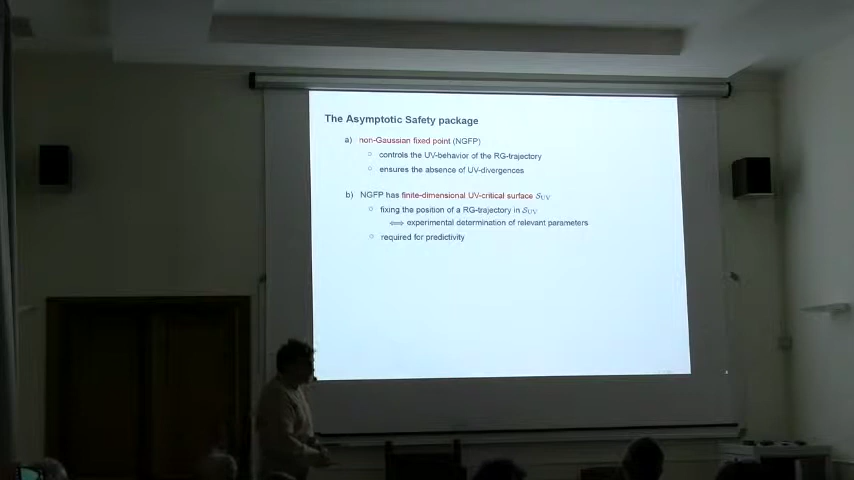 The Asymptotic Safety package
a) non-Gaussian fixed point (NGFP)
○ controls the UV-behavior of the RG-trajectory
○ ensures the absence of UV-divergences
b) NGFP has finite-dimensional UV-critical surface 𝒮UV
○ fixing the position of a RG-trajectory in 𝒮UV
⟺ experimental determination of relevant parameters
○ required for predictivity